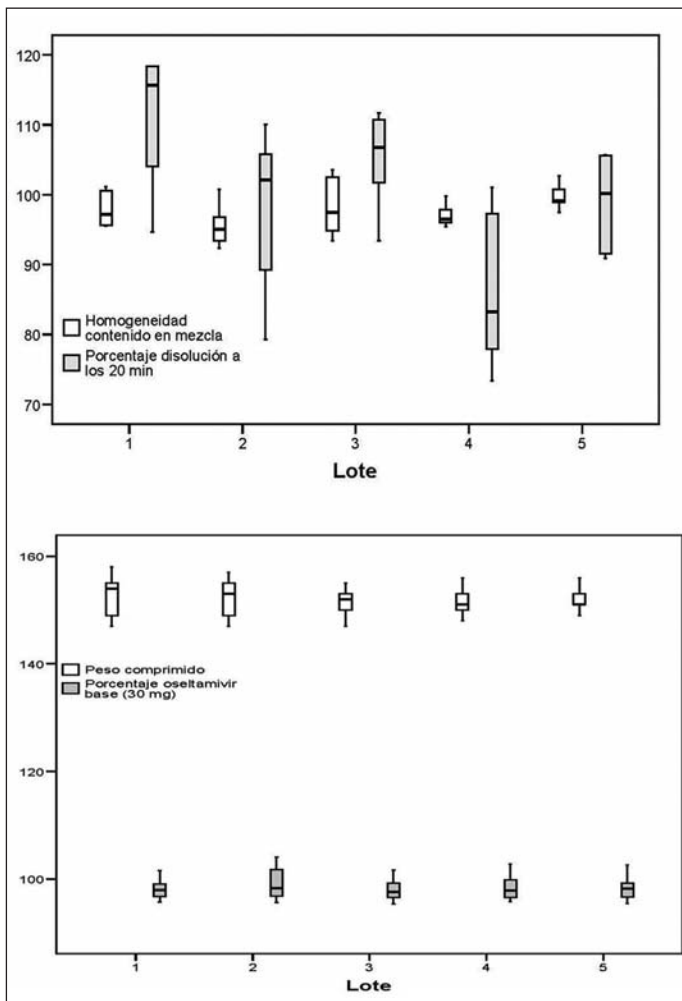 120
110
100
90
80
70
Homogeneidad
contenido en mezcla
Porcentaje disolución a
los 20 min
1
2
3
4
5
Lote
160
140
120
100
Peso comprimido
Porcentaje oseltamivir
base (30 mg)
1
2
3
4
5
Lote